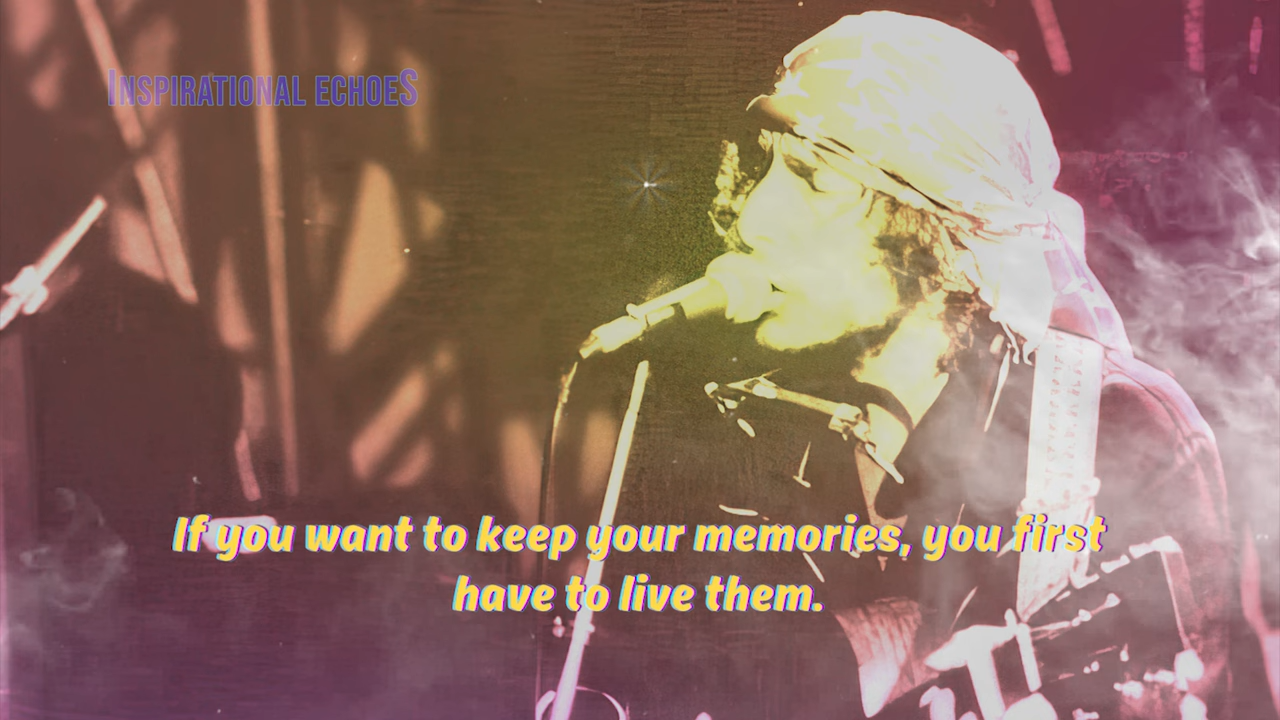 INSPIRATIONAL ECHOES
If you want to keep your memories, you first
have to live them.